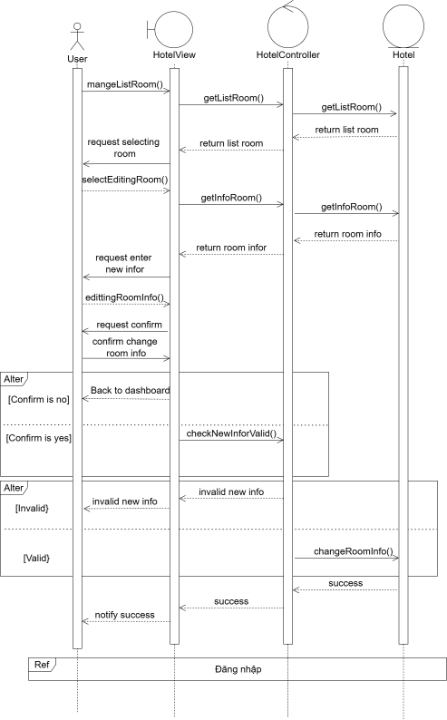 User
HotelView
HotelController
Hotel
mangeListRoom()
getListRoom()
getListRoom()
return list room
return list room
request selecting
room
selectEditingRoom()
getInfoRoom()
getInfoRoom()
return room info
return room infor
request enter
new infor
edittingRoomInfo()
request confirm
confirm change
room info
Alter
Back to dashboard
[Confirm is no]
[Confirm is yes]
checkNewInforValid()
Alter
invalid new info
invalid new info
[Invalid}
[Valid}
changeRoomInfo()
success
success
notify success
Ref
Đăng nhập